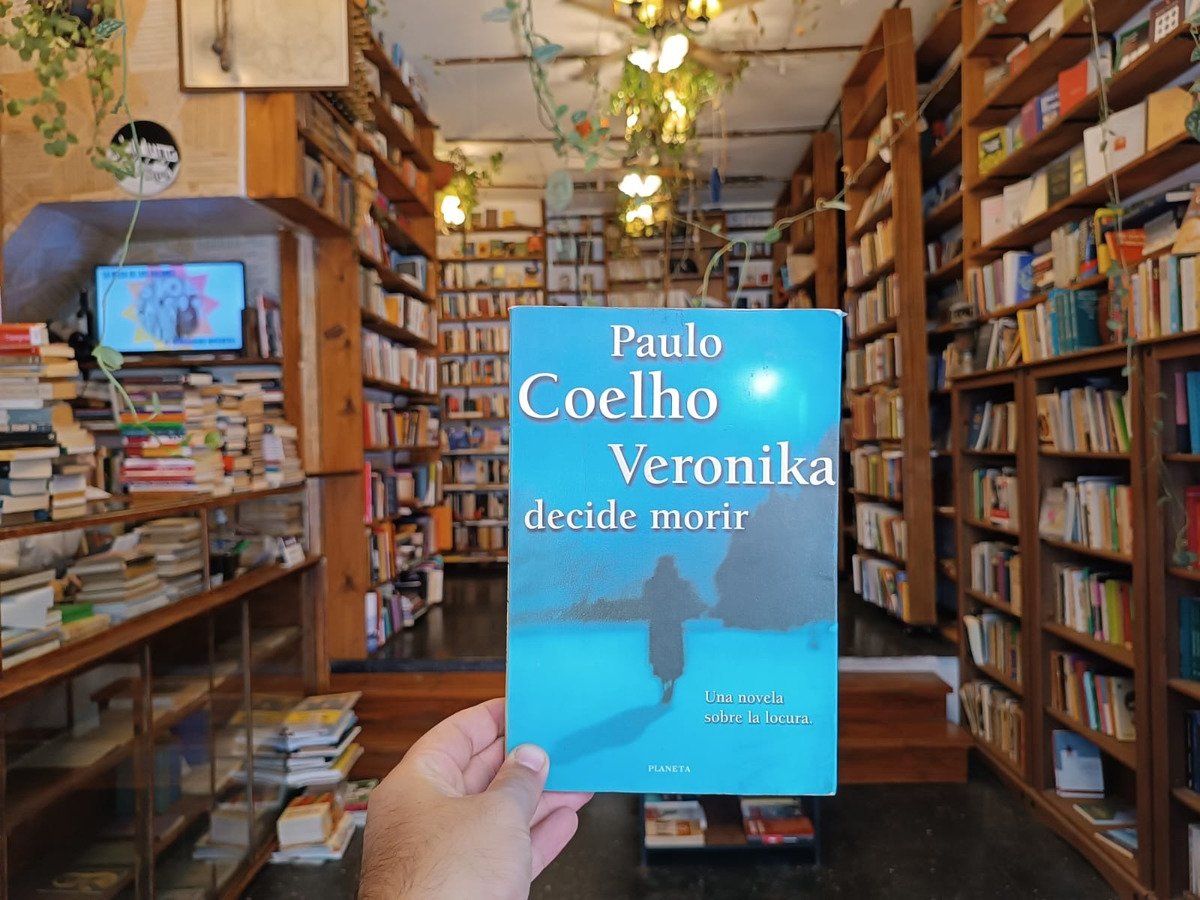 Paulo
Coelho
Veronika
decide morir
Una novela
sobre la locura.
PLANETA